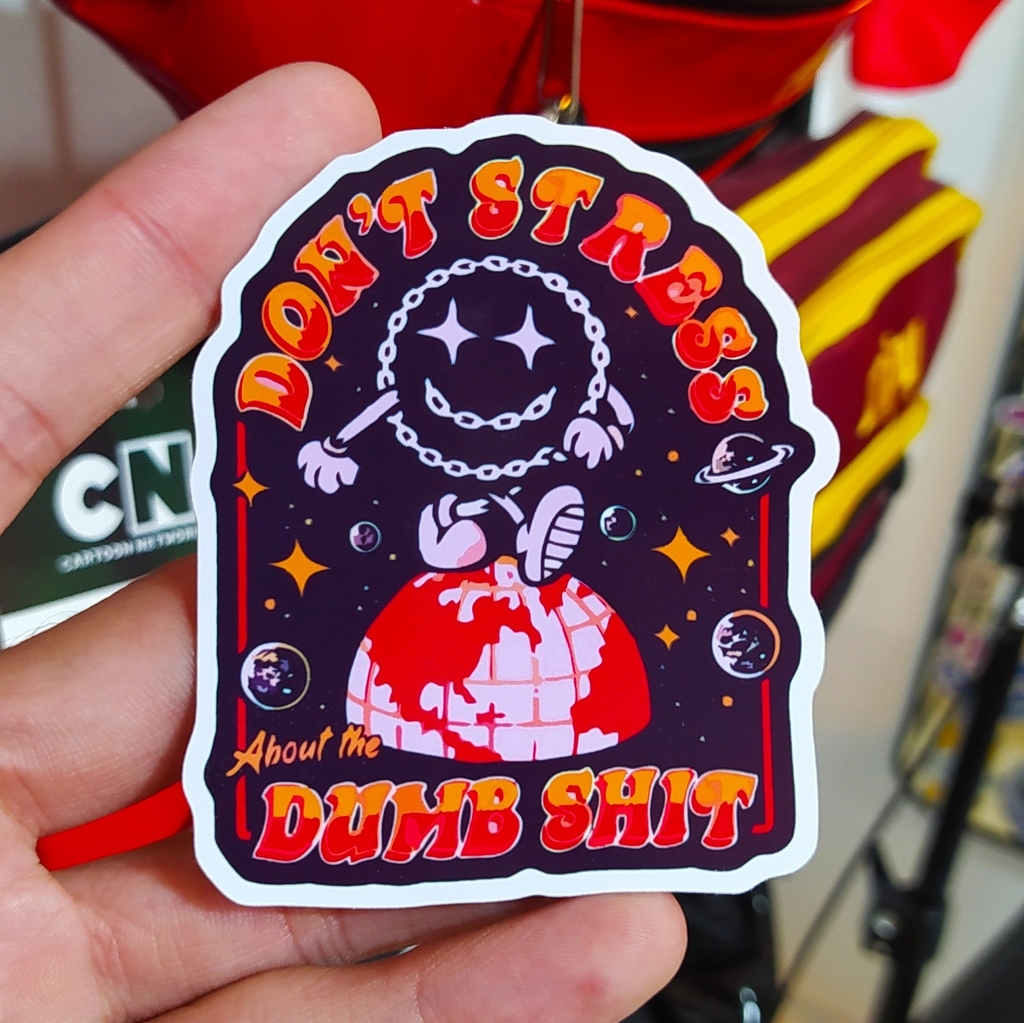 DON'T STRESS
About the
DUMB SHIT
CN
CARTOON NETWORK